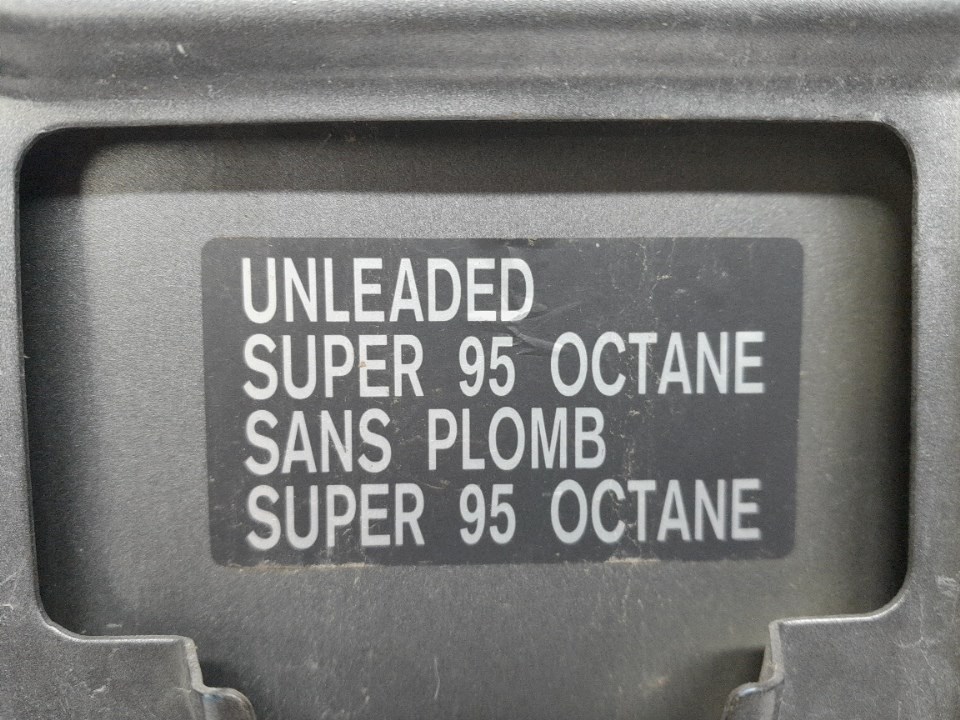 UNLEADED
SUPER 95 OCTANE
SANS PLOMB
SUPER 95 OCTANE